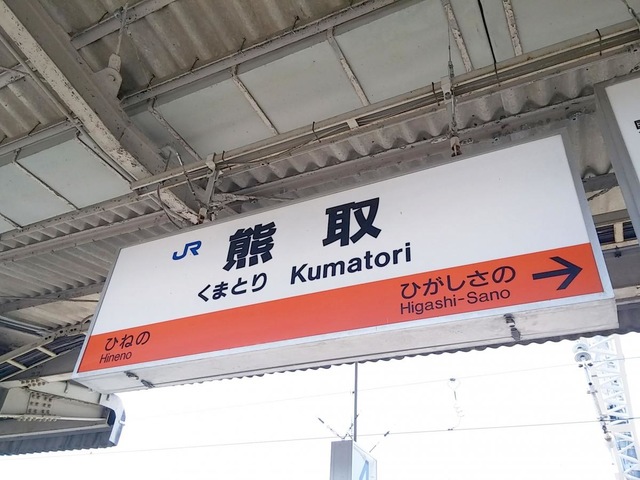 JR 熊取
くまとり Kumatori
ひねの ひがしさの →
Hineno Higashi-Sano